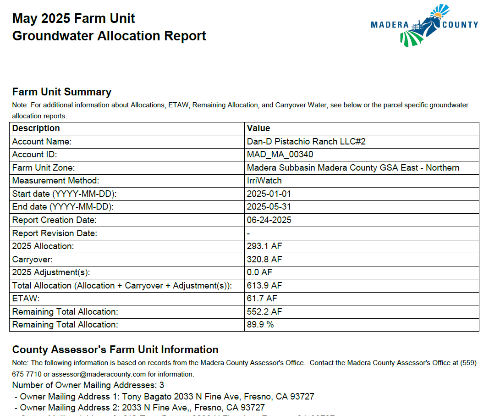 May 2025 Farm Unit
Groundwater Allocation Report
MADERA COUNTY
Farm Unit Summary
Note: For additional information about Allocations, ETAW, Remaining Allocation, and Carryover Water, see below or the parcel specific groundwater
allocation reports.
Description Value
Account Name: Dan-D Pistachio Ranch LLC#2
Account ID: MAD_MA_00340
Farm Unit Zone: Madera Subbasin Madera County GSA East - Northern
Measurement Method: IrriWatch
Start date (YYYY-MM-DD): 2025-01-01
End date (YYYY-MM-DD): 2025-05-31
Report Creation Date: 06-24-2025
Report Revision Date: -
2025 Allocation: 293.1 AF
Carryover: 320.8 AF
2025 Adjustment(s): 0.0 AF
Total Allocation (Allocation + Carryover + Adjustment(s)): 613.9 AF
ETAW: 61.7 AF
Remaining Total Allocation: 552.2 AF
Remaining Total Allocation: 89.9 %
County Assessor's Farm Unit Information
Note: The following information is based on records from the Madera County Assessor's Office. Contact the Madera County Assessor's Office at (559)
675 7710 or assessor@maderacounty.com for information.
Number of Owner Mailing Addresses: 3
- Owner Mailing Address 1: Tony Bagato 2033 N Fine Ave, Fresno, CA 93727
- Owner Mailing Address 2: 2033 N Fine Ave,, Fresno, CA 93727